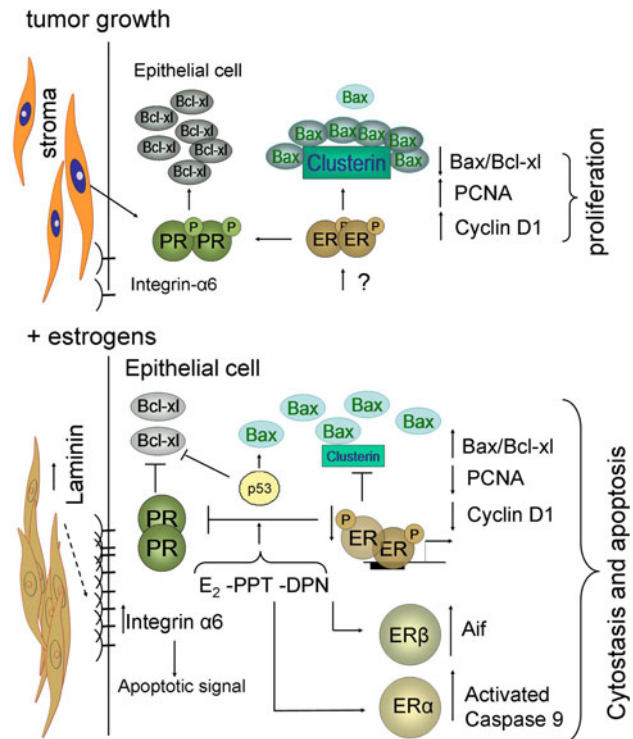 tumor growth
stroma
Epithelial cell
Bcl-xl
Bcl-xl
Bcl-xl
Bcl-xl
Bcl-xl
Bcl-xl
Bcl-xl
Bax
Bax
Bax
Bax
Bax
Bax
Bax
Clusterin
Bax/Bcl-xl
PCNA
Cyclin D1
proliferation
P
P
PR PR
P
P
ER ER
Integrin-α6
?
+ estrogens
Epithelial cell
Laminin
Bcl-xl
Bcl-xl
Bax
Bax
Bax
Bax
Bax
Clusterin
p53
Bax/Bcl-xl
PCNA
Cyclin D1
PR
PR
P
P
ER
ER
E2 -PPT -DPN
Integrin α6
Apoptotic signal
ERβ
Aif
ERα
Activated
Caspase 9
Cytostasis and apoptosis